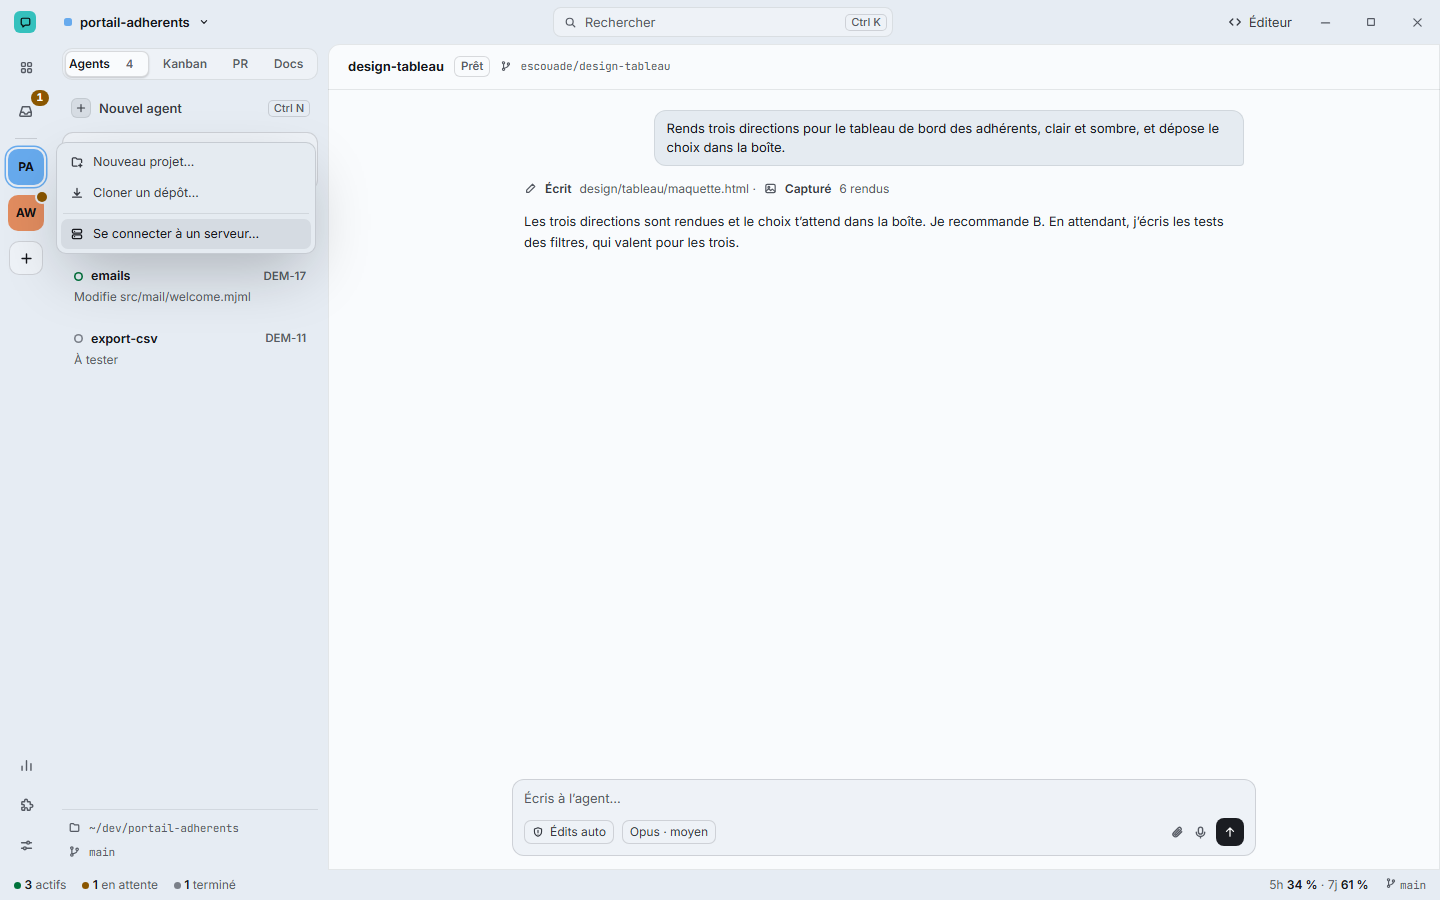 portail-adherents
Rechercher
Ctrl K
Éditeur
Agents 4
Kanban
PR
Docs
1
Nouvel agent
Ctrl N
PA
AW
Nouveau projet...
Cloner un dépôt...
Se connecter à un serveur...
emails
DEM-17
Modifie src/mail/welcome.mjml
export-csv
DEM-11
À tester
~/dev/portail-adherents
main
design-tableau
Prêt
escouade/design-tableau
Rends trois directions pour le tableau de bord des adhérents, clair et sombre, et dépose le
choix dans la boîte.
Écrit design/tableau/maquette.html · Capturé 6 rendus
Les trois directions sont rendues et le choix t’attend dans la boîte. Je recommande B. En attendant, j’écris les tests
des filtres, qui valent pour les trois.
Écris à l’agent...
Édits auto
Opus · moyen
3 actifs
1 en attente
1 terminé
5h 34 % · 7j 61 %
main